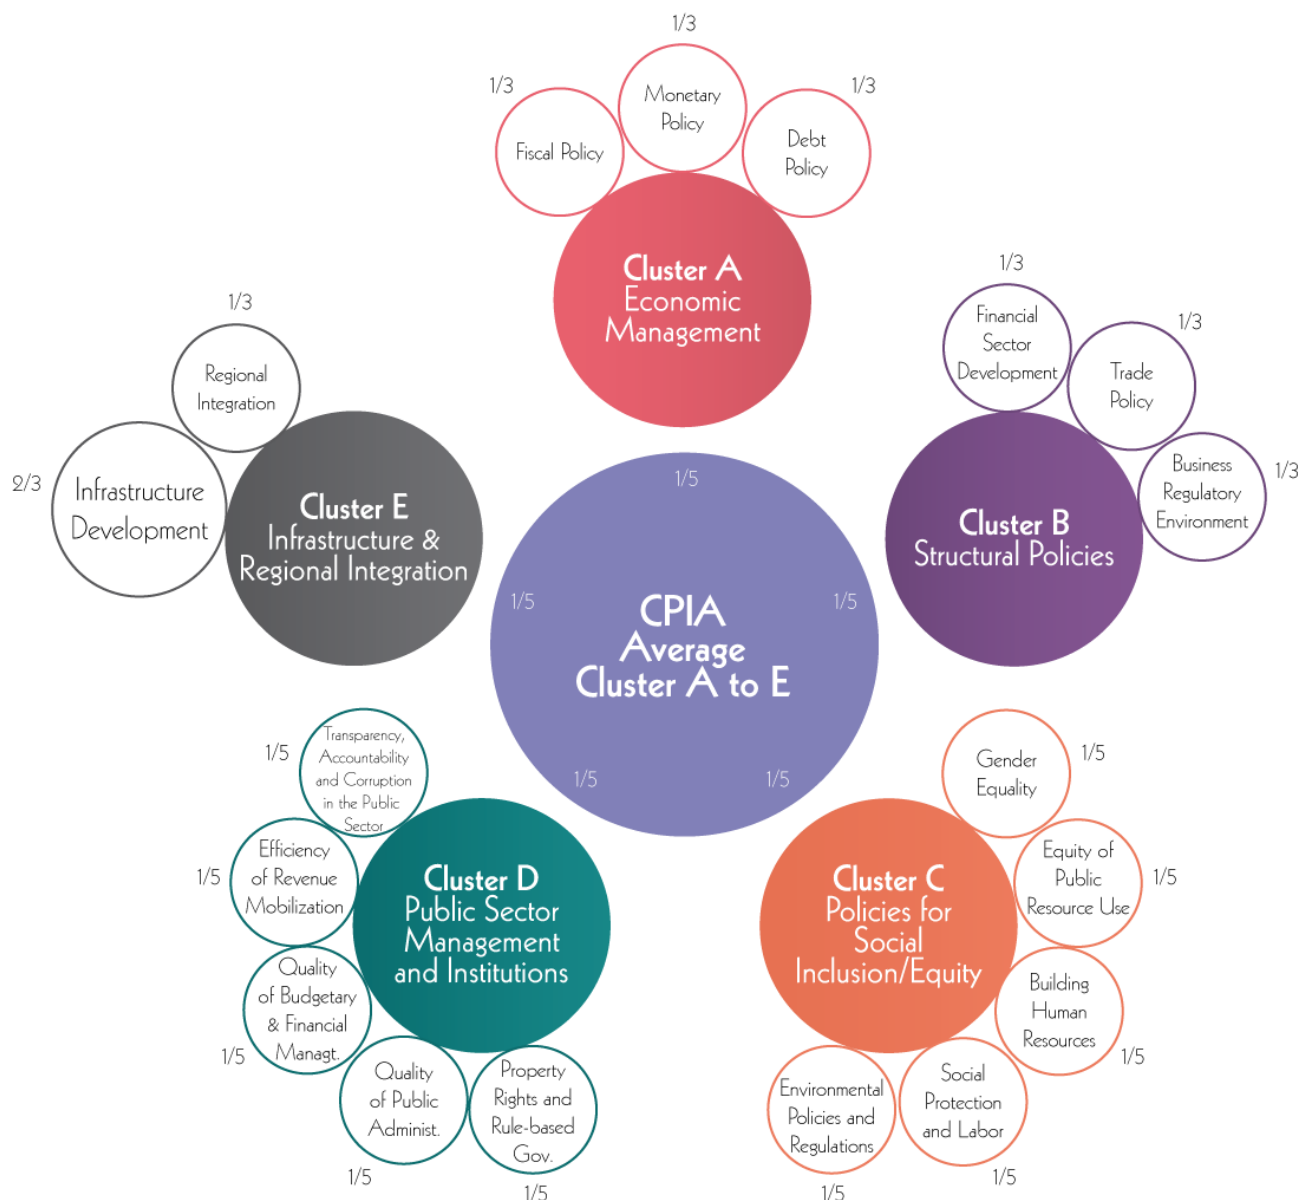 1/3
1/3
Monetary
Policy
1/3
Fiscal Policy
Debt
Policy
Cluster A
Economic
Management
1/3
Financial
Sector
Development
1/3
Trade
Policy
Business
Regulatory
Environment
1/3
Cluster B
Structural Policies
1/3
Regional
Integration
2/3
Infrastructure
Development
Cluster E
Infrastructure &
Regional Integration
1/5
1/5
1/5
CPIA
Average
Cluster A to E
1/5
1/5
Gender
Equality
1/5
Equity of
Public
Resource Use
1/5
Building
Human
Resources
1/5
Cluster C
Policies for
Social
Inclusion/Equity
Social
Protection
and Labor
1/5
Environmental
Policies and
Regulations
1/5
1/5
Transparency,
Accountability
and Corruption
in the Public
Sector
1/5
Efficiency
of Revenue
Mobilization
Cluster D
Public Sector
Management
and Institutions
Quality
of Budgetary
& Financial
Managt.
1/5
Quality
of Public
Administ.
1/5
Property
Rights and
Rule-based
Gov.
1/5